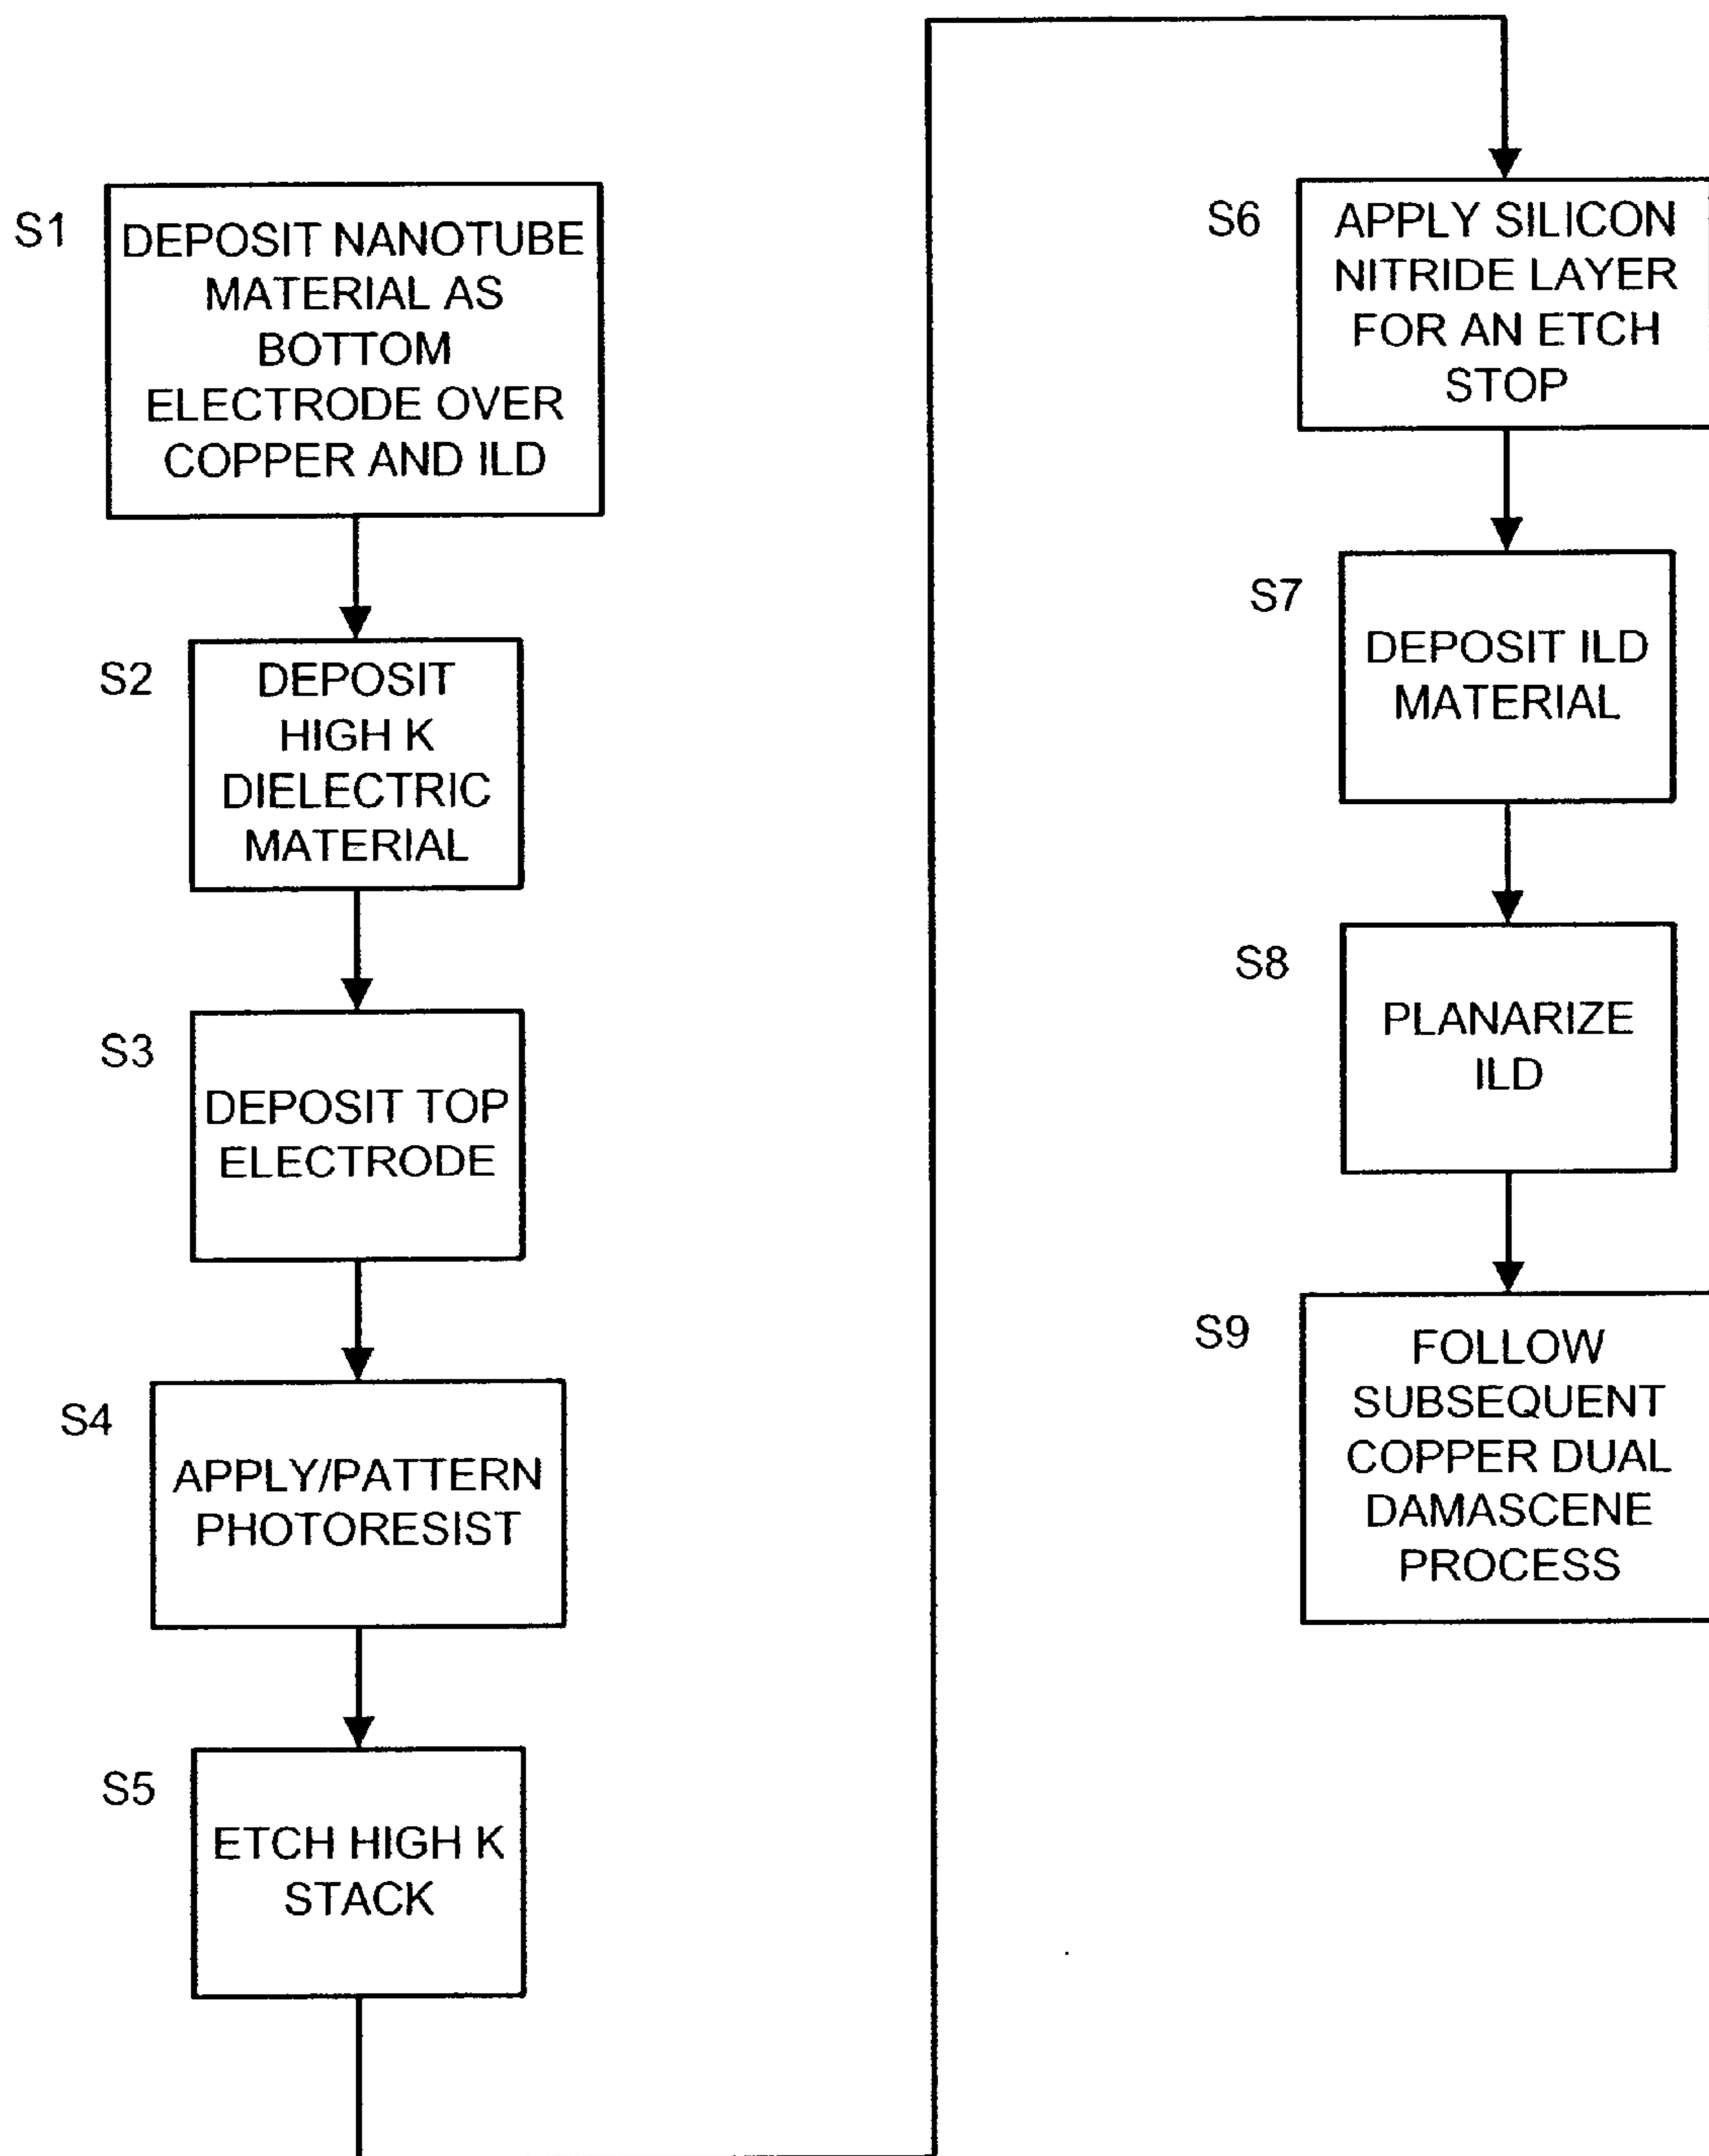 S1
DEPOSIT NANOTUBE
MATERIAL AS
BOTTOM
ELECTRODE OVER
COPPER AND ILD
S2
DEPOSIT
HIGH K
DIELECTRIC
MATERIAL
S3
DEPOSIT TOP
ELECTRODE
S4
APPLY/PATTERN
PHOTORESIST
S5
ETCH HIGH K
STACK
S6
APPLY SILICON
NITRIDE LAYER
FOR AN ETCH
STOP
S7
DEPOSIT ILD
MATERIAL
S8
PLANARIZE
ILD
S9
FOLLOW
SUBSEQUENT
COPPER DUAL
DAMASCENE
PROCESS